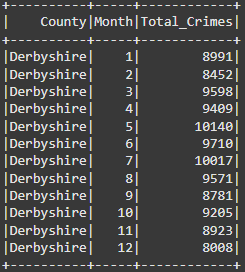 +----------+-----+------------+
|    County|Month|Total_Crimes|
+----------+-----+------------+
|Derbyshire|    1|        8991|
|Derbyshire|    2|        8452|
|Derbyshire|    3|        9598|
|Derbyshire|    4|        9409|
|Derbyshire|    5|       10140|
|Derbyshire|    6|        9710|
|Derbyshire|    7|       10017|
|Derbyshire|    8|        9571|
|Derbyshire|    9|        8781|
|Derbyshire|   10|        9205|
|Derbyshire|   11|        8923|
|Derbyshire|   12|        8008|
+----------+-----+------------+